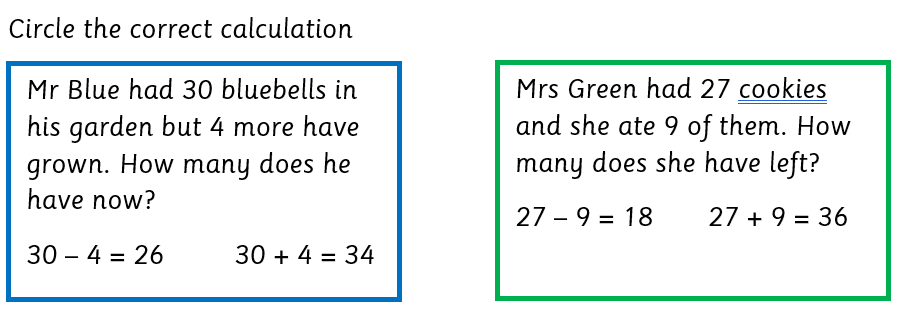 Circle the correct calculation
Mr Blue had 30 bluebells in
his garden but 4 more have
grown. How many does he
have now?
30 – 4 = 26 30 + 4 = 34
Mrs Green had 27 cookies
and she ate 9 of them. How
many does she have left?
27 – 9 = 18 27 + 9 = 36